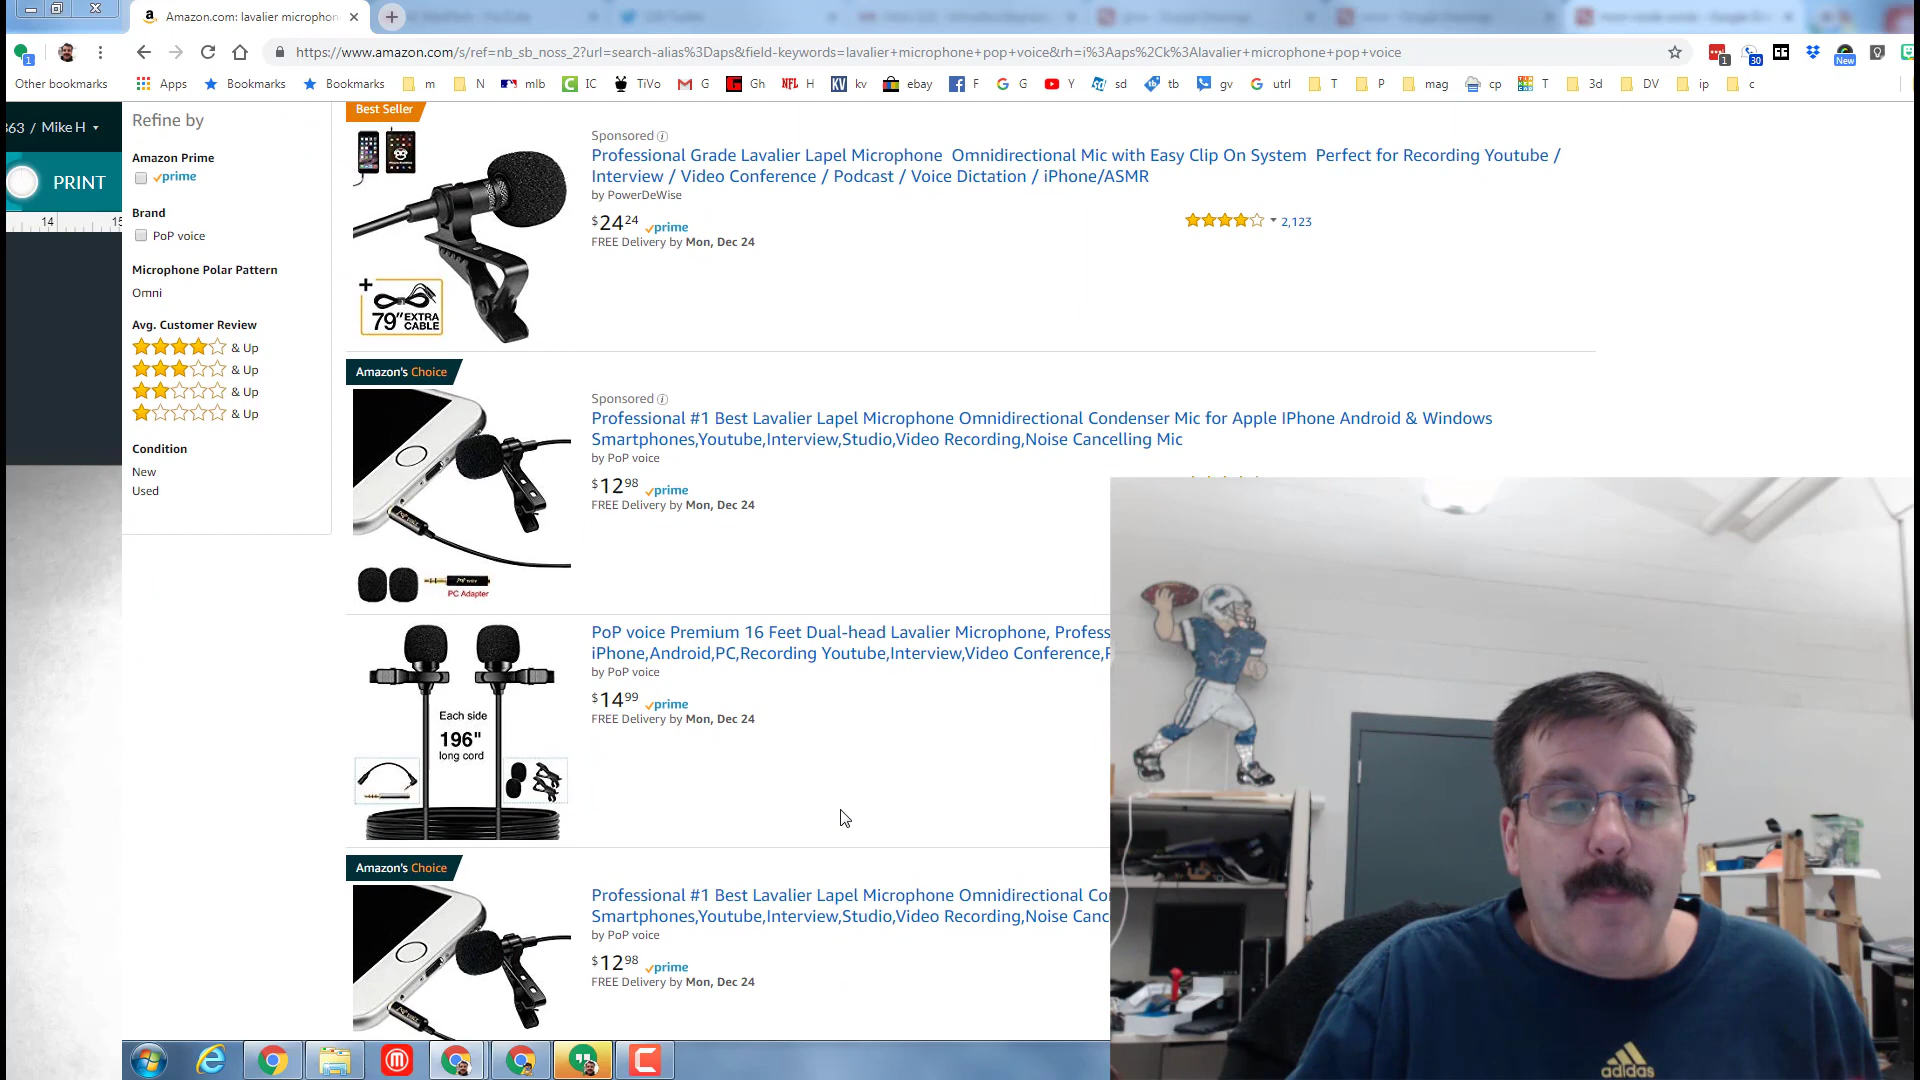 Amazon.com: lavalier microphon
https://www.amazon.com/s/ref=nb_sb_noss_2?url=search-alias%3Daps&field-keywords=lavalier+microphone+pop+voice&rh=i%3Aaps%2Ck%3Alavalier+microphone+pop+voice
1
1
30
New
Other bookmarks
Apps
Bookmarks
Bookmarks
m
N
mlb
IC
TiVo
G
Gh
H
kv
ebay
F
G
Y
sd
tb
gv
utrl
T
P
mag
cp
T
3d
DV
ip
c
363 / Mike H
PRINT
14
15
Refine by
Amazon Prime
prime
Brand
PoP voice
Microphone Polar Pattern
Omni
Avg. Customer Review
& Up
& Up
& Up
& Up
Condition
New
Used
Best Seller
+
79" EXTRA
CABLE
Sponsored
Professional Grade Lavalier Lapel Microphone Omnidirectional Mic with Easy Clip On System Perfect for Recording Youtube /
Interview / Video Conference / Podcast / Voice Dictation / iPhone/ASMR
by PowerDeWise
$24 24 prime
2,123
FREE Delivery by Mon, Dec 24
Amazon's Choice
PoP voice
PC Adapter
Sponsored
Professional #1 Best Lavalier Lapel Microphone Omnidirectional Condenser Mic for Apple IPhone Android & Windows
Smartphones,Youtube,Interview,Studio,Video Recording,Noise Cancelling Mic
by PoP voice
$12 98 prime
FREE Delivery by Mon, Dec 24
Each side
196"
long cord
PoP voice Premium 16 Feet Dual-head Lavalier Microphone, Profess
iPhone,Android,PC,Recording Youtube,Interview,Video Conference,P
by PoP voice
$14 99 prime
FREE Delivery by Mon, Dec 24
Amazon's Choice
Professional #1 Best Lavalier Lapel Microphone Omnidirectional Co
Smartphones,Youtube,Interview,Studio,Video Recording,Noise Canc
by PoP voice
$12 98 prime
FREE Delivery by Mon, Dec 24
adidas